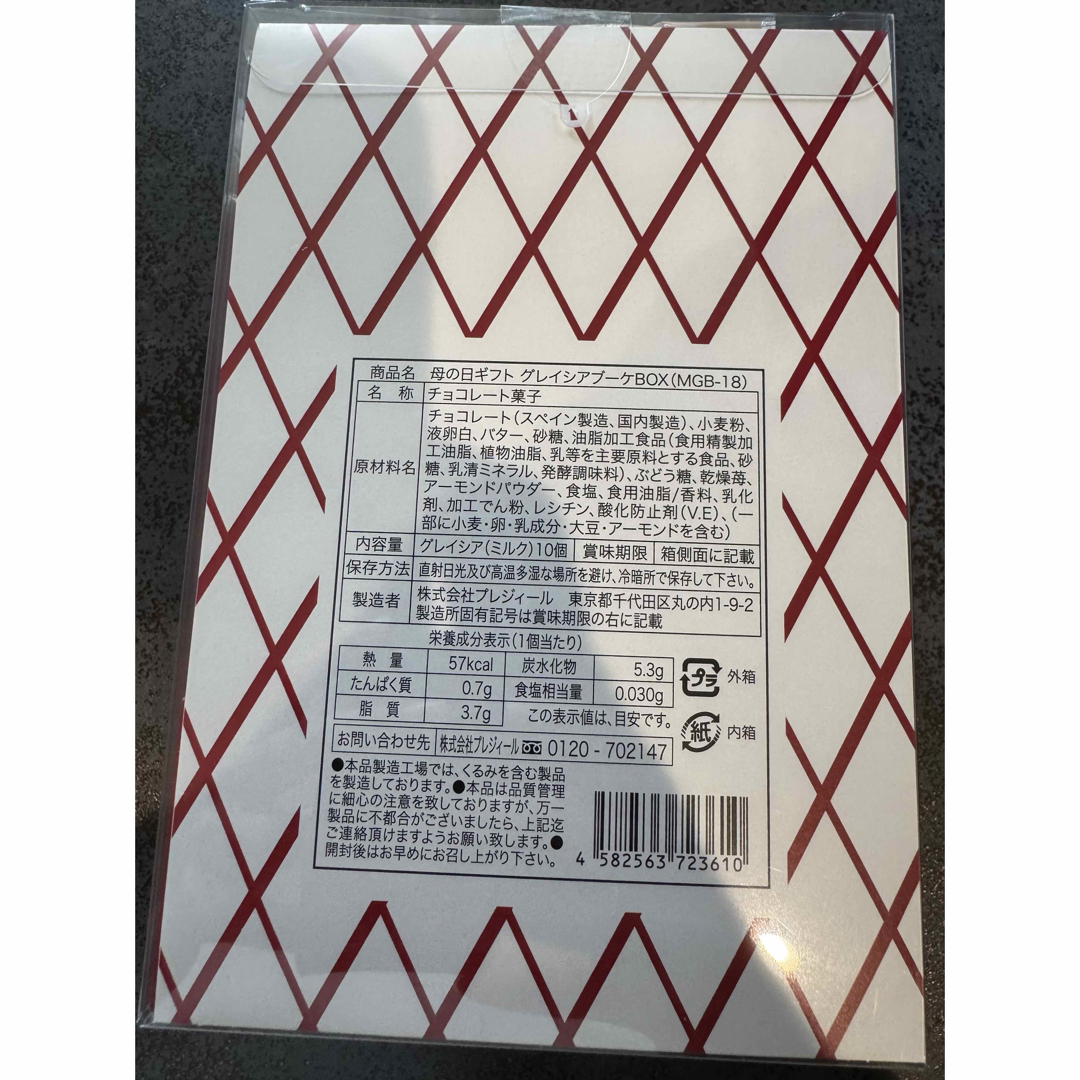 商品名 母の日ギフト グレイシアブーケBOX(MGB-18)
名 称 チョコレート菓子
原材料名
チョコレート(スペイン製造、国内製造)、小麦粉、
液卵白、バター、砂糖、油脂加工食品(食用精製加
工油脂、植物油脂、乳等を主要原料とする食品、砂
糖、乳清ミネラル、発酵調味料)、ぶどう糖、乾燥苺、
アーモンドパウダー、食塩、食用油脂/香料、乳化
剤、加工でん粉、レシチン、酸化防止剤(V.E)、(一
部に小麦・卵・乳成分・大豆・アーモンドを含む)
内容量 グレイシア(ミルク)10個 賞味期限 箱側面に記載
保存方法 直射日光及び高温多湿な場所を避け、冷暗所で保存して下さい。
製造者
株式会社プレジィール 東京都千代田区丸の内1-9-2
製造所固有記号は賞味期限の右に記載
栄養成分表示(1個当たり)
熱 量 57kcal 炭水化物 5.3g
たんぱく質 0.7g 食塩相当量 0.030g
脂 質 3.7g この表示値は、目安です。
プラ 外箱
紙 内箱
お問い合わせ先 株式会社プレジィール 0120-702147
●本品製造工場では、くるみを含む製品
を製造しております。●本品は品質管理
に細心の注意を致しておりますが、万一
製品に不都合がございましたら、上記迄
ご連絡頂けますようお願い致します。●
開封後はお早めにお召し上がり下さい。
4 582563 723610